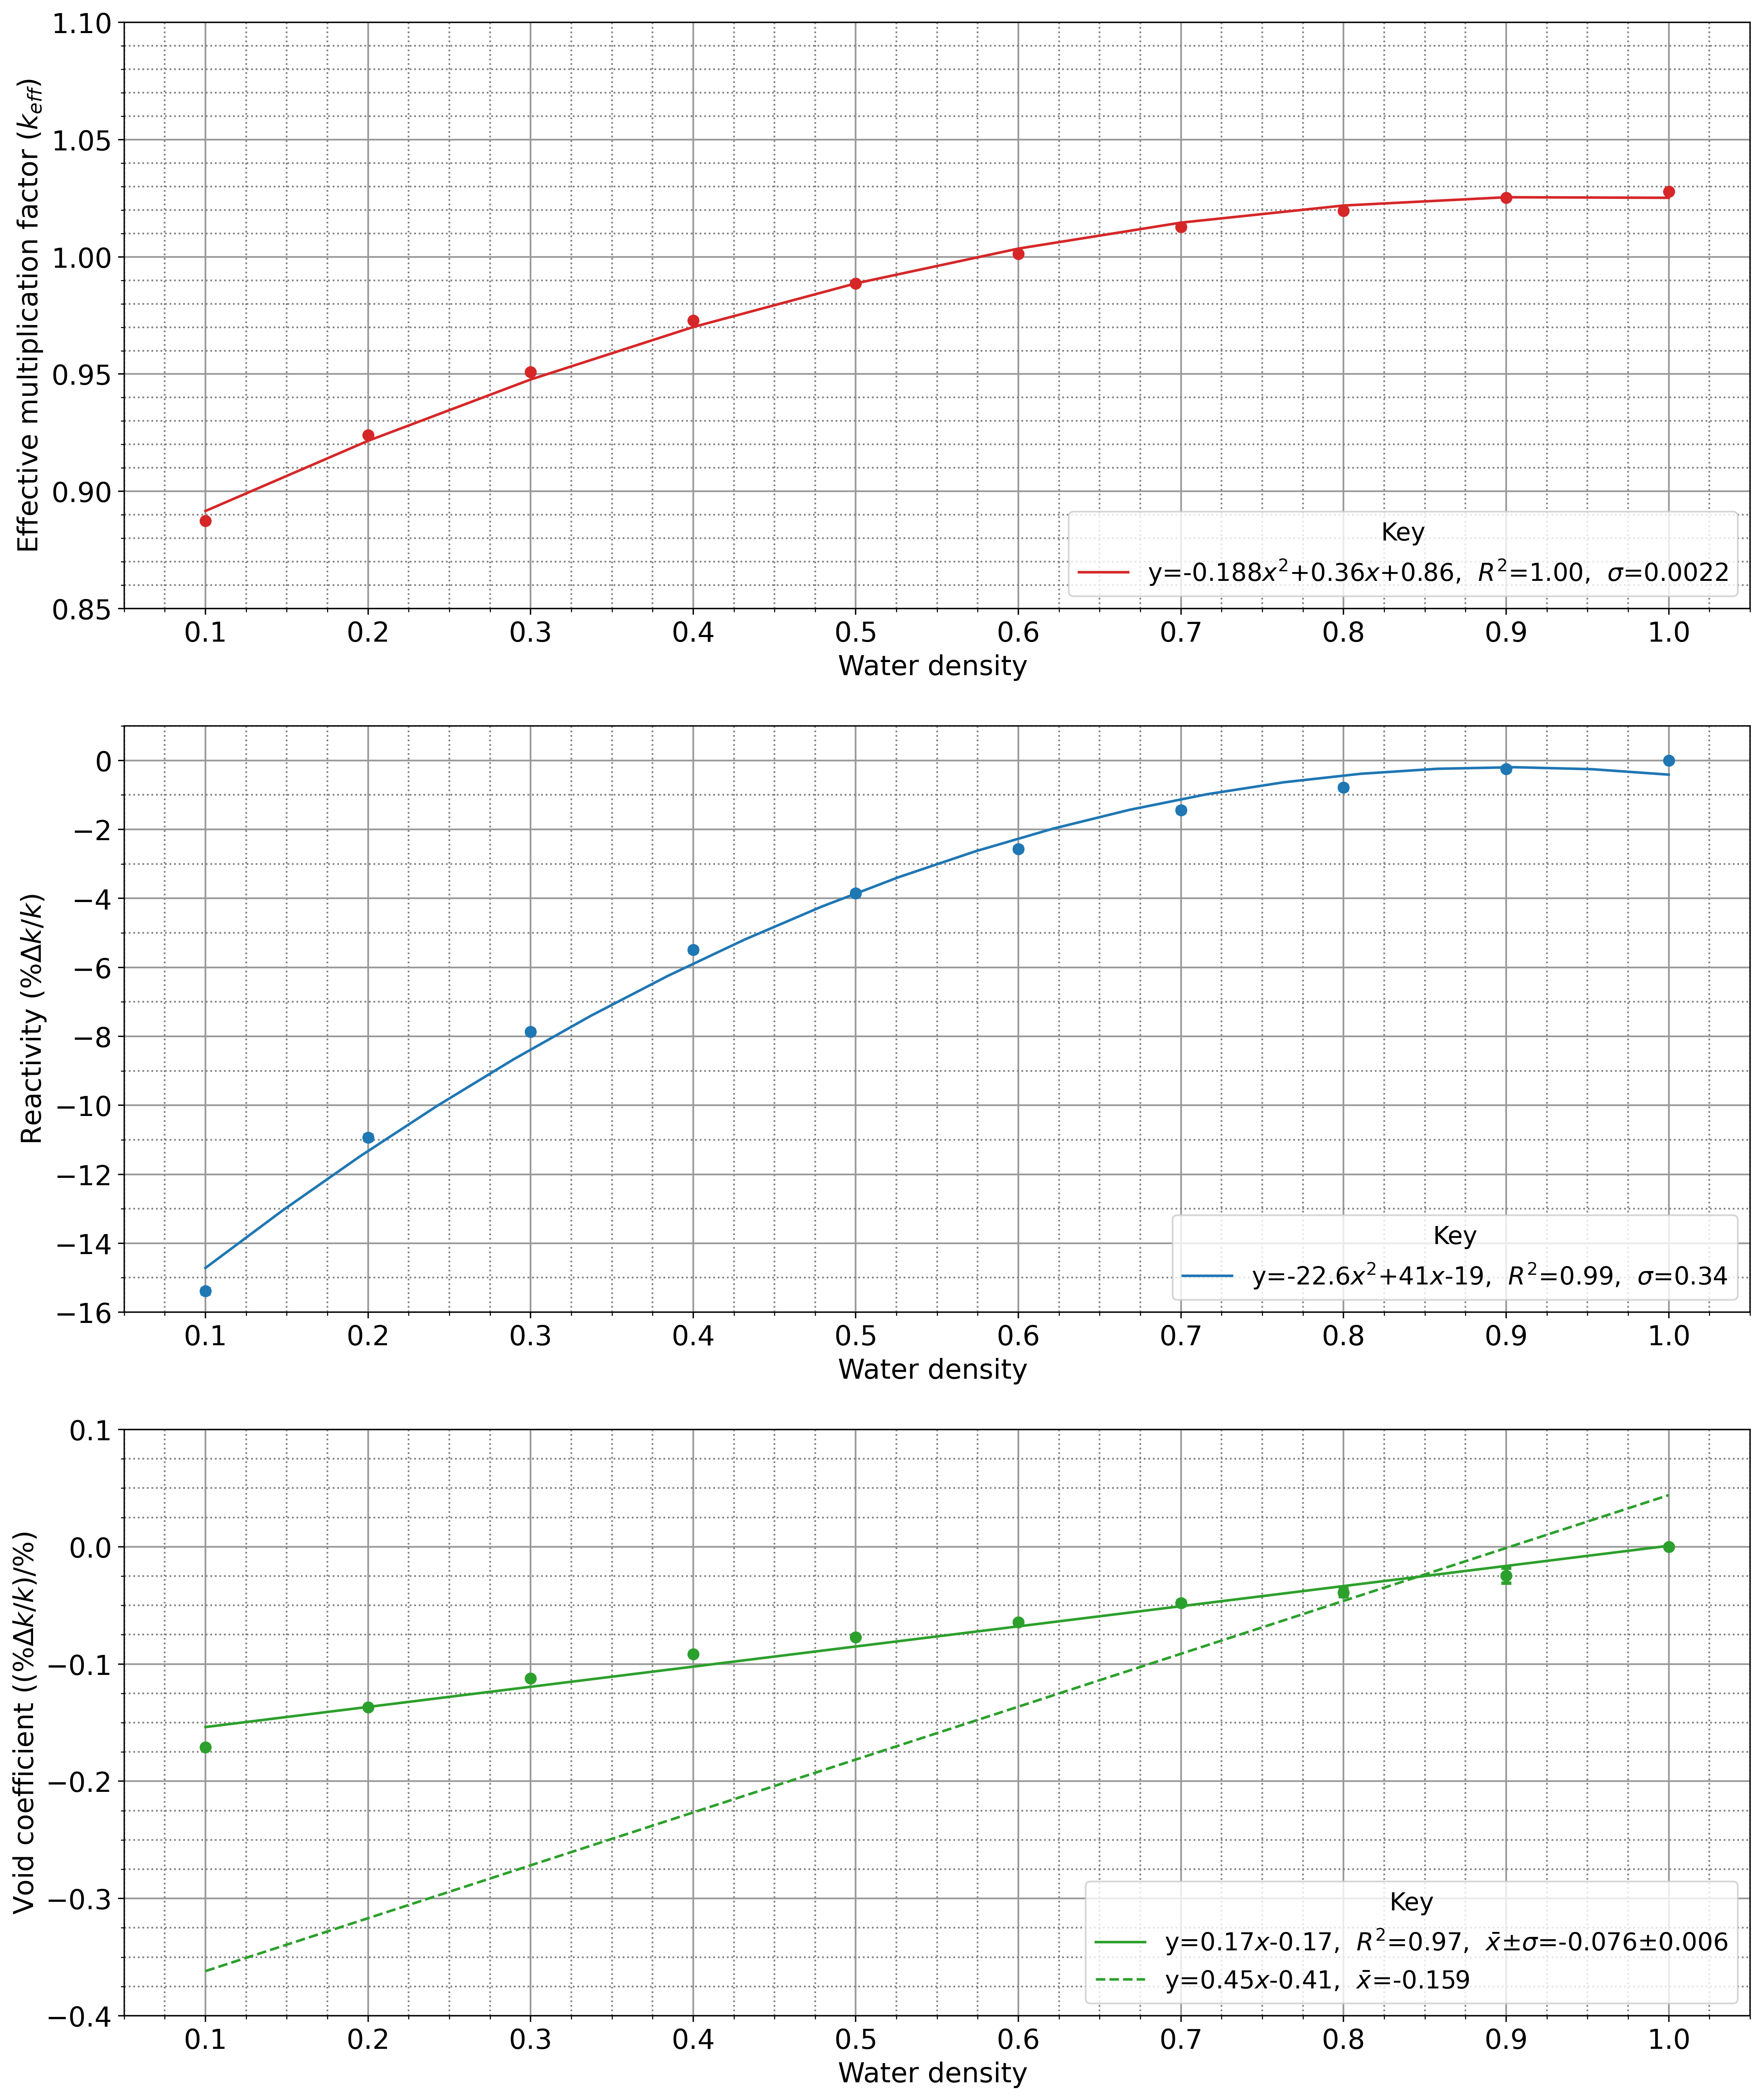 Effective multiplication factor (k_eff)
1.10
1.05
1.00
0.95
0.90
0.85
Key
y=-0.188x²+0.36x+0.86, R²=1.00, σ=0.0022
0.1 0.2 0.3 0.4 0.5 0.6 0.7 0.8 0.9 1.0
Water density
Reactivity (%Δk/k)
0
−2
−4
−6
−8
−10
−12
−14
−16
Key
y=-22.6x²+41x-19, R²=0.99, σ=0.34
0.1 0.2 0.3 0.4 0.5 0.6 0.7 0.8 0.9 1.0
Water density
Void coefficient ((%Δk/k)/%)
0.1
0.0
−0.1
−0.2
−0.3
−0.4
Key
y=0.17x-0.17, R²=0.97, x̄±σ=-0.076±0.006
y=0.45x-0.41, x̄=-0.159
0.1 0.2 0.3 0.4 0.5 0.6 0.7 0.8 0.9 1.0
Water density